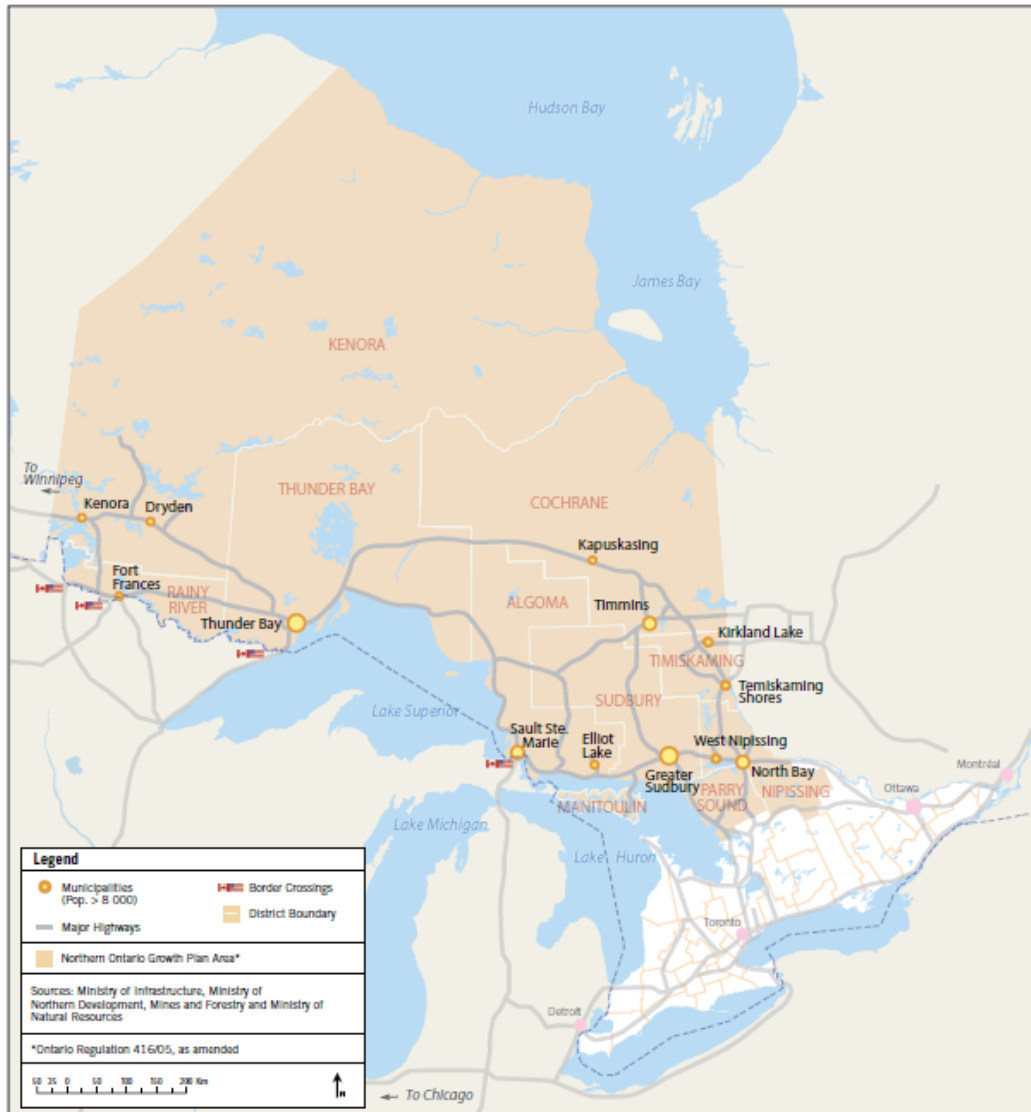 Hudson Bay
James Bay
KENORA
To
Winnipeg
Kenora
Dryden
THUNDER BAY
COCHRANE
Kapuskasing
Fort
Frances
RAINY
RIVER
Thunder Bay
ALGOMA
Timmins
Kirkland Lake
TIMISKAMING
Temiskaming
Shores
SUDBURY
Lake Superior
Sault Ste.
Marie
Elliot
Lake
West Nipissing
Greater
Sudbury
North Bay
PARRY
SOUND
NIPISSING
MANITOULIN
Montréal
Ottawa
Lake Michigan
Lake Huron
Toronto
Detroit
To Chicago
Legend
Municipalities
(Pop. > 8 000)
Border Crossings
District Boundary
Major Highways
Northern Ontario Growth Plan Area*
Sources: Ministry of Infrastructure, Ministry of
Northern Development, Mines and Forestry and Ministry of
Natural Resources
*Ontario Regulation 416/05, as amended
50 25 0 50 100 150 200 Km
N